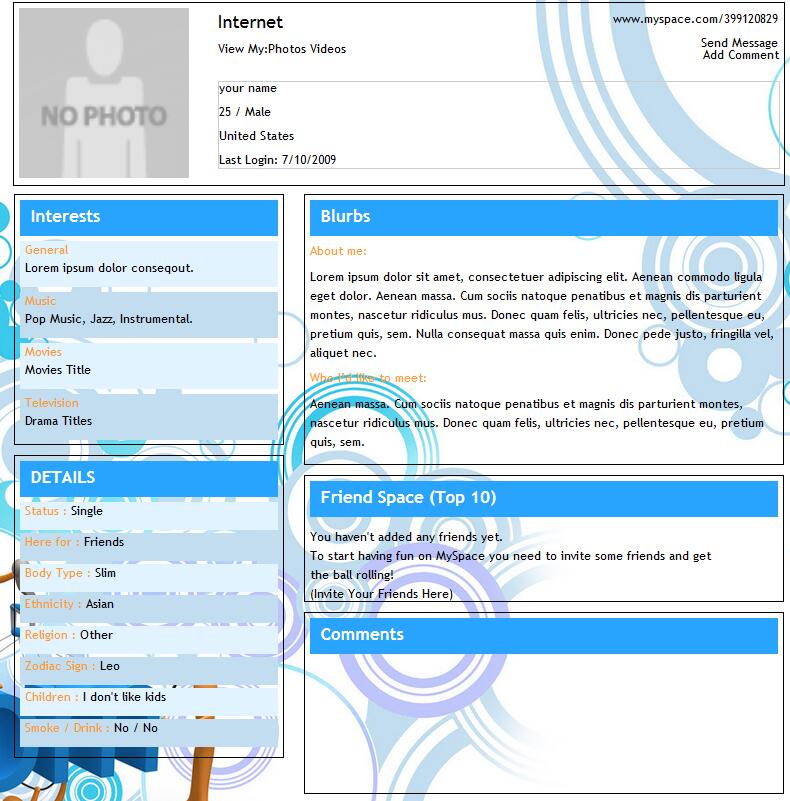 NO PHOTO
Internet
www.myspace.com/399120829
View My:Photos Videos
Send Message
Add Comment
your name
25 / Male
United States
Last Login: 7/10/2009
Interests
General
Lorem ipsum dolor conseqout.
Music
Pop Music, Jazz, Instrumental.
Movies
Movies Title
Television
Drama Titles
DETAILS
Status : Single
Here for : Friends
Body Type : Slim
Ethnicity : Asian
Religion : Other
Zodiac Sign : Leo
Children : I don't like kids
Smoke / Drink : No / No
Blurbs
About me:
Lorem ipsum dolor sit amet, consectetuer adipiscing elit. Aenean commodo ligula
eget dolor. Aenean massa. Cum sociis natoque penatibus et magnis dis parturient
montes, nascetur ridiculus mus. Donec quam felis, ultricies nec, pellentesque eu,
pretium quis, sem. Nulla consequat massa quis enim. Donec pede justo, fringilla vel,
aliquet nec.
Who I'd like to meet:
Aenean massa. Cum sociis natoque penatibus et magnis dis parturient montes,
nascetur ridiculus mus. Donec quam felis, ultricies nec, pellentesque eu, pretium
quis, sem.
Friend Space (Top 10)
You haven't added any friends yet.
To start having fun on MySpace you need to invite some friends and get
the ball rolling!
(Invite Your Friends Here)
Comments